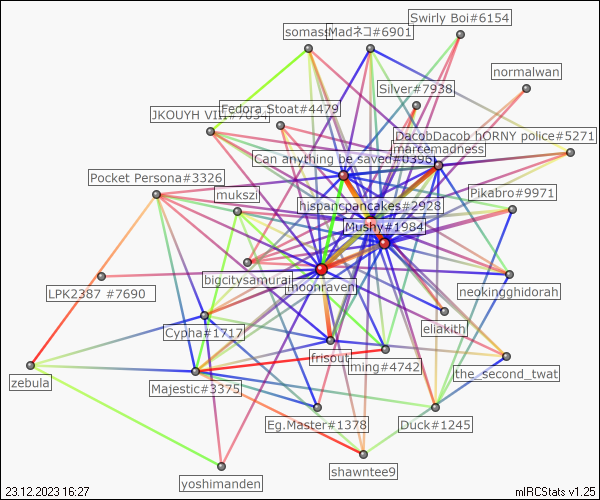 Swirly Boi#6154
somass
Madネコ#6901
normalwan
Silver#7938
Fedora Stoat#4479
JKOUYH VIII#7034
DacobDacob hORNY police#5271
marcemadness
Can anything be saved#0396
Pocket Persona#3326
mukszi
Pikabro#9971
hispancpancakes#2928
Mushy#1984
bigcitysamurai
moonraven
neokingghidorah
LPK2387 #7690
eliakith
Cypha#1717
frisout
ming#4742
the_second_twat
zebula
Majestic#3375
Eg.Master#1378
Duck#1245
shawntee9
yoshimanden
23.12.2023 16:27
mIRCStats v1.25